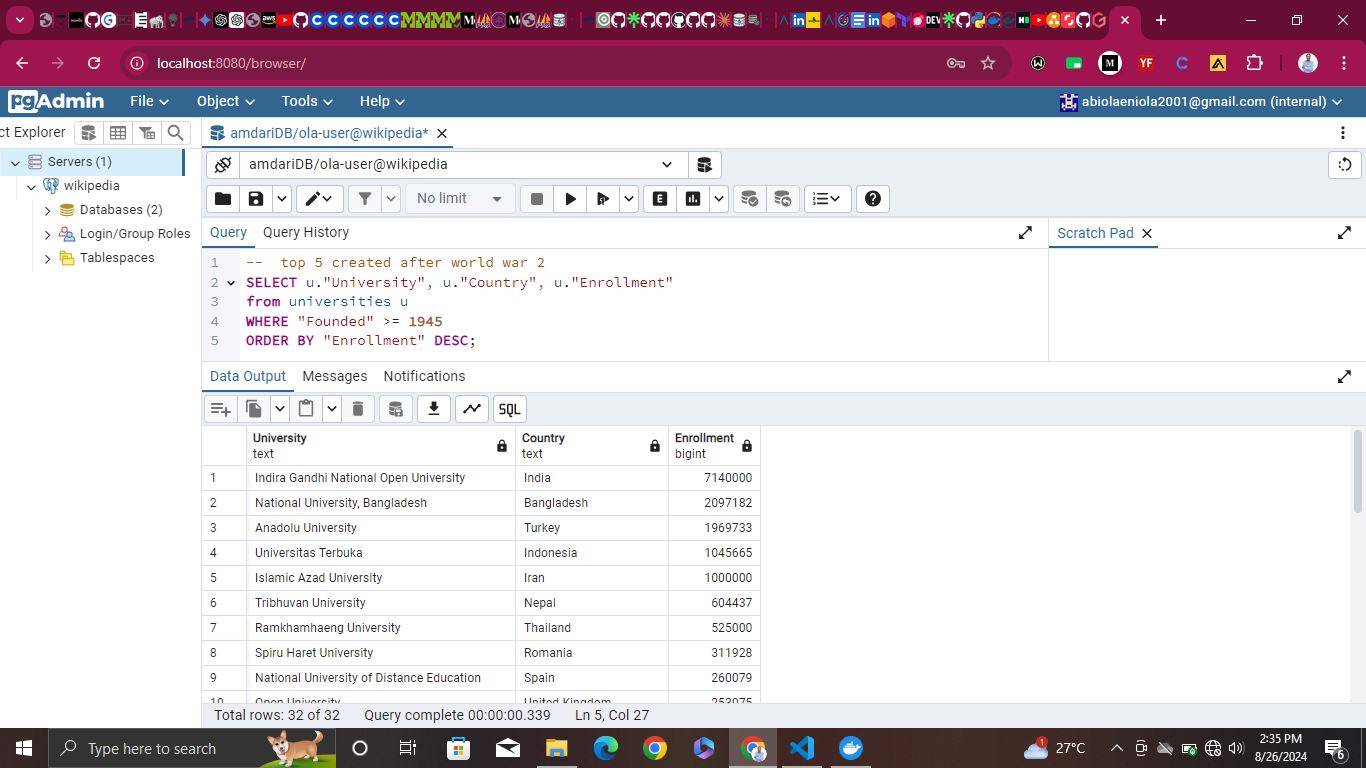 localhost:8080/browser/
pgAdmin File Object Tools Help abiolaeniola2001@gmail.com (internal)
ct Explorer
amdariDB/ola-user@wikipedia*
Servers (1)
wikipedia
Databases (2)
Login/Group Roles
Tablespaces
amdariDB/ola-user@wikipedia
No limit
E
Query Query History
Scratch Pad
1 -- top 5 created after world war 2
2 SELECT u."University", u."Country", u."Enrollment"
3 from universities u
4 WHERE "Founded" >= 1945
5 ORDER BY "Enrollment" DESC;
Data Output Messages Notifications
SQL
University Country Enrollment
text text bigint
1 Indira Gandhi National Open University India 7140000
2 National University, Bangladesh Bangladesh 2097182
3 Anadolu University Turkey 1969733
4 Universitas Terbuka Indonesia 1045665
5 Islamic Azad University Iran 1000000
6 Tribhuvan University Nepal 604437
7 Ramkhamhaeng University Thailand 525000
8 Spiru Haret University Romania 311928
9 National University of Distance Education Spain 260079
10 Open University United Kingdom 253075
Total rows: 32 of 32 Query complete 00:00:00.339 Ln 5, Col 27
Type here to search
1
27°C
2:35 PM
8/26/2024
6